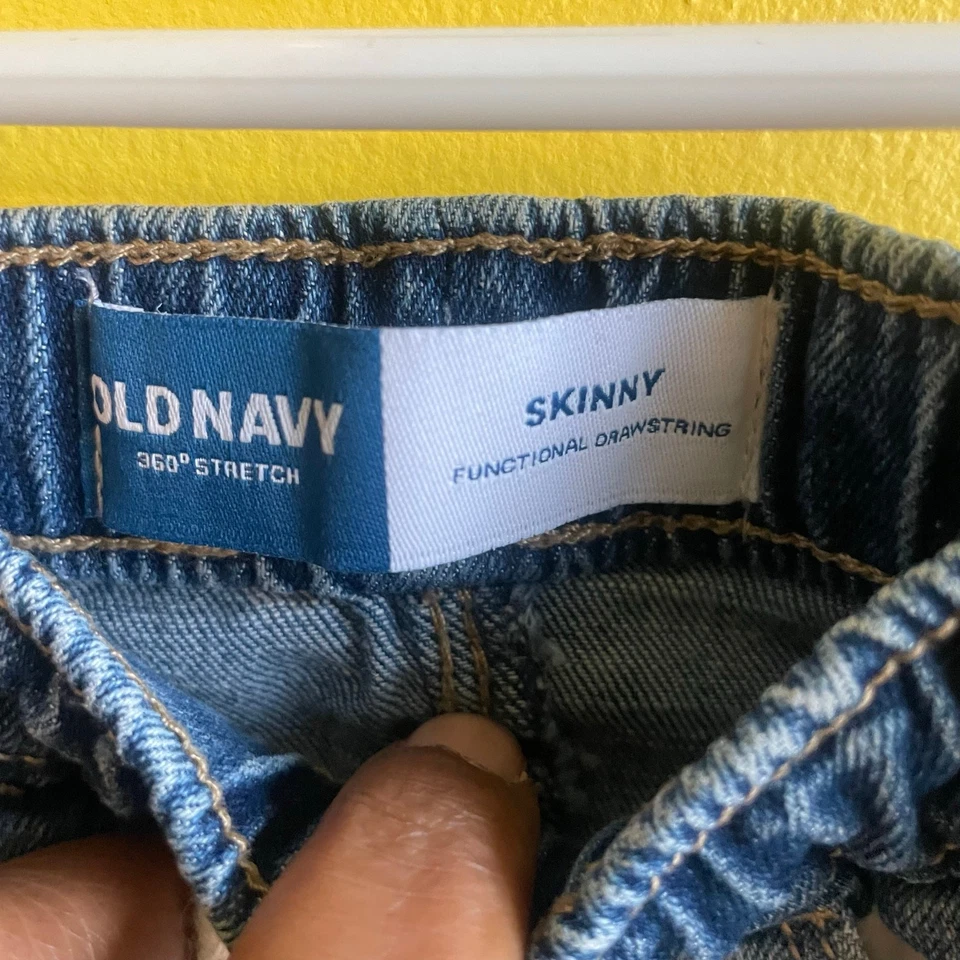 OLD NAVY
360° STRETCH
SKINNY
FUNCTIONAL DRAWSTRING